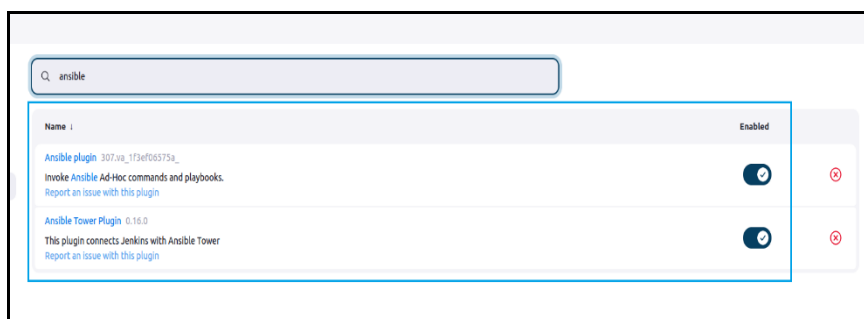 ansible
Name ↓ Enabled
Ansible plugin 307.va_1f3ef06575a_
Invoke Ansible Ad-Hoc commands and playbooks.
Report an issue with this plugin
Ansible Tower Plugin 0.16.0
This plugin connects Jenkins with Ansible Tower
Report an issue with this plugin